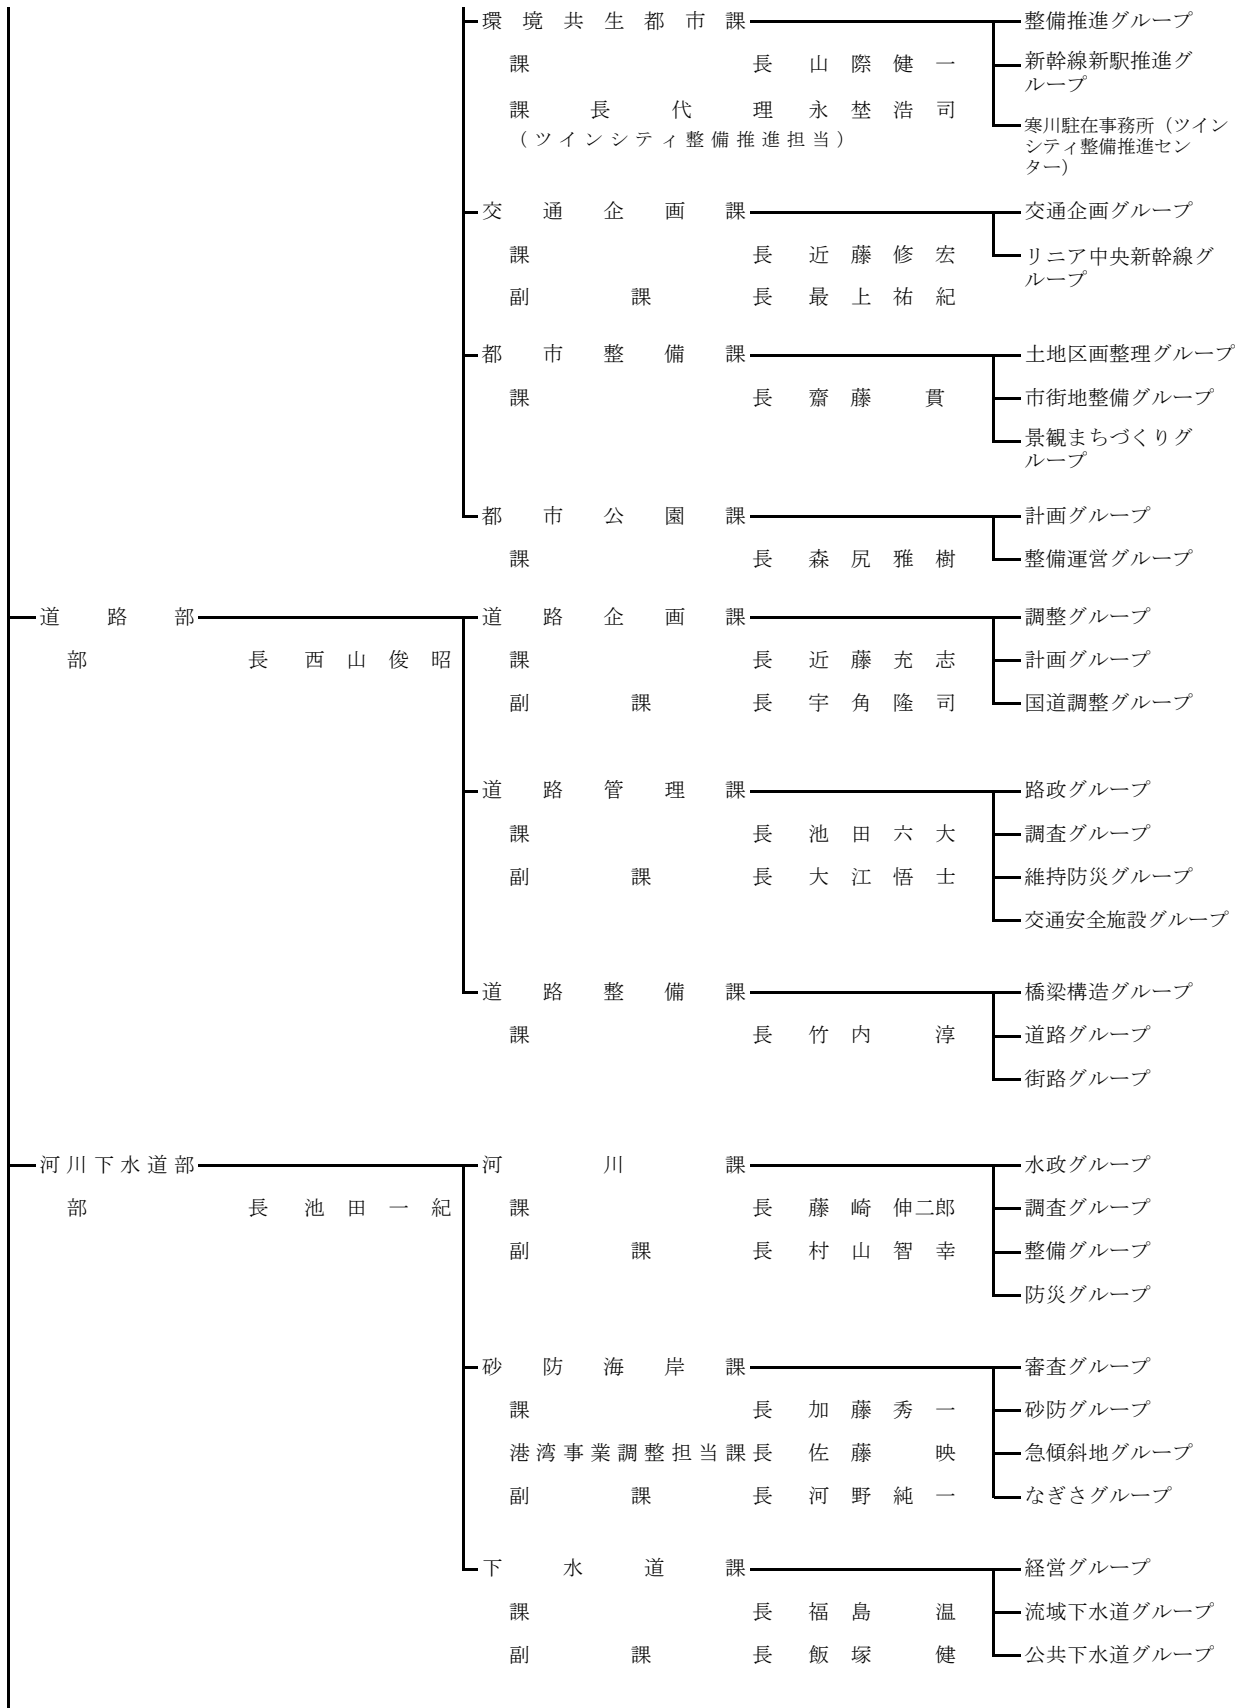 環境共生都市課 整備推進グループ
課長 山際健一 新幹線新駅推進グ
ループ
課長代理 永埜浩司
(ツインシティ整備推進担当)
寒川駐在事務所（ツイン
シティ整備推進セン
ター）
交通企画課 交通企画グループ
課長 近藤修宏 リニア中央新幹線グ
ループ
副課長 最上祐紀
都市整備課 土地区画整理グループ
課長 齋藤 貫 市街地整備グループ
景観まちづくりグ
ループ
都市公園課 計画グループ
課長 森尻雅樹 整備運営グループ
道路部 道路企画課 調整グループ
部長 西山俊昭 課長 近藤充志 計画グループ
副課長 宇角隆司 国道調整グループ
道路管理課 路政グループ
課長 池田六大 調査グループ
副課長 大江悟士 維持防災グループ
交通安全施設グループ
道路整備課 橋梁構造グループ
課長 竹内 淳 道路グループ
街路グループ
河川下水道部 河川課 水政グループ
部長 池田一紀 課長 藤崎伸二郎 調査グループ
副課長 村山智幸 整備グループ
防災グループ
砂防海岸課 審査グループ
課長 加藤秀一 砂防グループ
港湾事業調整担当課長 佐藤 映 急傾斜地グループ
副課長 河野純一 なぎさグループ
下水道課 経営グループ
課長 福島 温 流域下水道グループ
副課長 飯塚 健 公共下水道グループ